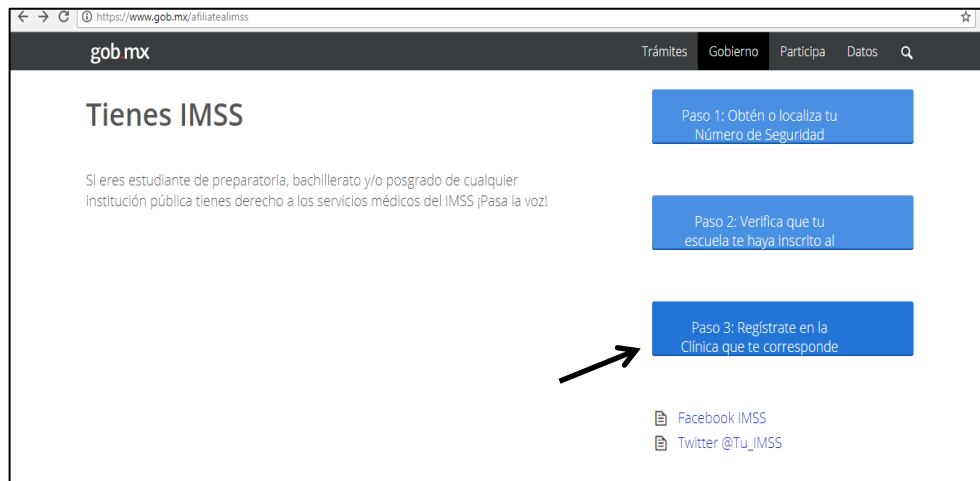 https://www.gob.mx/afiliatealimss
gob.mx
Trámites Gobierno Participa Datos
Tienes IMSS
Si eres estudiante de preparatoria, bachillerato y/o posgrado de cualquier
institución pública tienes derecho a los servicios médicos del IMSS ¡Pasa la voz!
Paso 1: Obtén o localiza tu
Número de Seguridad
Paso 2: Verifica que tu
escuela te haya inscrito al
Paso 3: Regístrate en la
Clínica que te corresponde
Facebook IMSS
Twitter @Tu_IMSS